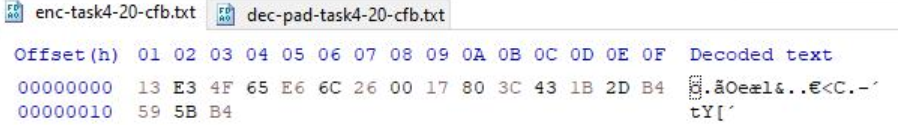 enc-task4-20-cfb.txt dec-pad-task4-20-cfb.txt
Offset(h) 01 02 03 04 05 06 07 08 09 0A 0B 0C 0D 0E 0F Decoded text
00000000 13 E3 4F 65 E6 6C 26 00 17 80 3C 43 1B 2D B4 .ãOeæl&..€<C.-´
00000010 59 5B B4 tY[´